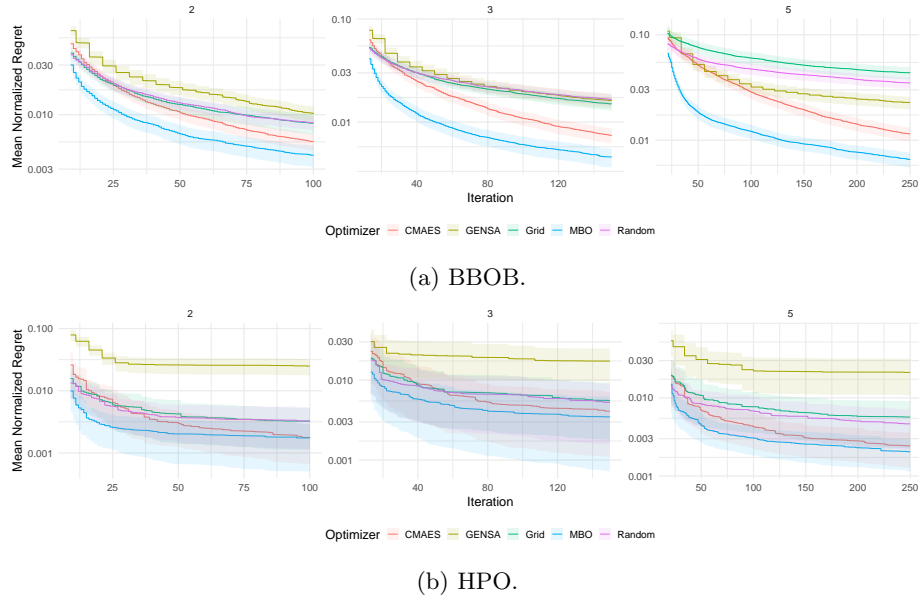 2 3 5
Mean Normalized Regret
0.030
0.010
0.003
25 50 75 100
0.10
0.03
0.01
40 80 120
0.10
0.03
0.01
50 100 150 200 250
Iteration
Optimizer CMAES GENSA Grid MBO Random
(a) BBOB.
2 3 5
Mean Normalized Regret
0.100
0.010
0.001
25 50 75 100
0.030
0.010
0.003
0.001
40 80 120
0.030
0.010
0.003
0.001
50 100 150 200 250
Iteration
Optimizer CMAES GENSA Grid MBO Random
(b) HPO.